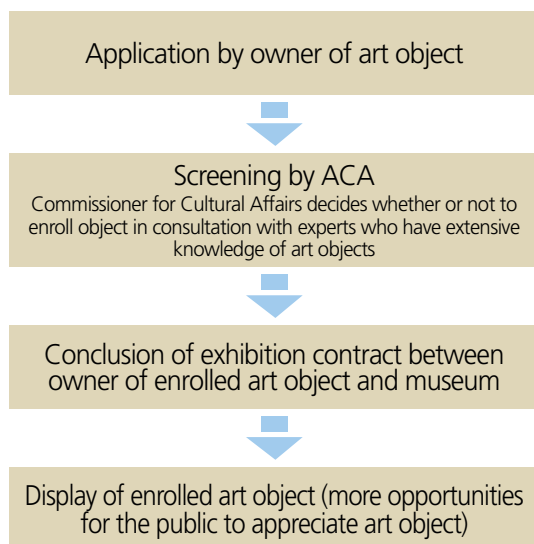 Application by owner of art object
Screening by ACA
Commissioner for Cultural Affairs decides whether or not to
enroll object in consultation with experts who have extensive
knowledge of art objects
Conclusion of exhibition contract between
owner of enrolled art object and museum
Display of enrolled art object (more opportunities
for the public to appreciate art object)